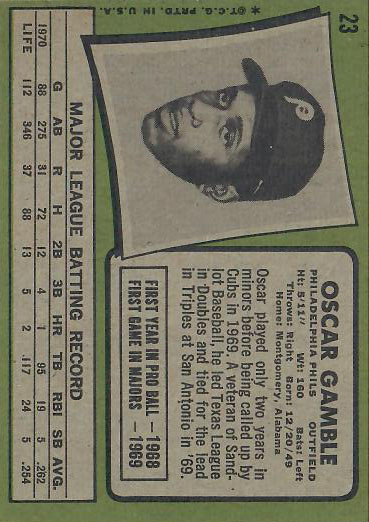 23
OSCAR GAMBLE
PHILADELPHIA PHILS OUTFIELD
Ht: 5/11" Wt: 160 Bats: Left
Throws: Right Born: 12/20/49
Home: Montgomery, Alabama
Oscar played only two years in
minors before being called up by
Cubs in 1969. A veteran of Sand-
lot Baseball, he led Texas League
in Doubles and tied for the lead
in Triples at San Antonio in '69.
FIRST YEAR IN PRO BALL — 1968
FIRST GAME IN MAJORS — 1969
P
MAJOR LEAGUE BATTING RECORD
G AB R H 2B 3B HR TB RBI SB AVG.
1970 88 275 31 72 12 4 1 95 19 5 .262
LIFE 112 346 37 88 13 5 2 .117 24 5 .254
*©T.C.G. PRTD. IN U.S.A.